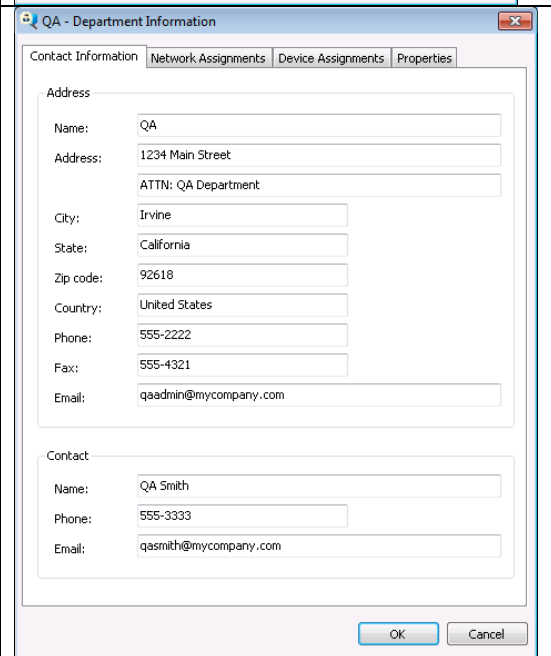 QA - Department Information
Contact Information Network Assignments Device Assignments Properties
Address
Name: QA
Address: 1234 Main Street
ATTN: QA Department
City: Irvine
State: California
Zip code: 92618
Country: United States
Phone: 555-2222
Fax: 555-4321
Email: qaadmin@mycompany.com
Contact
Name: QA Smith
Phone: 555-3333
Email: qasmith@mycompany.com
OK Cancel